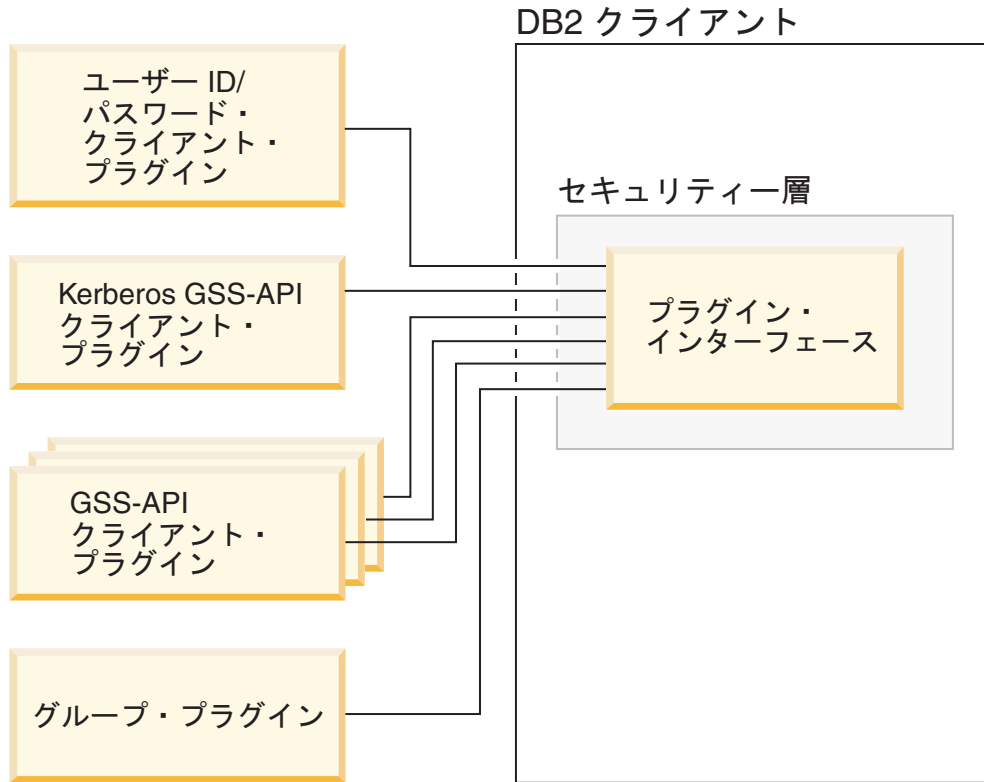 DB2 クライアント
ユーザー ID/
パスワード・
クライアント・
プラグイン
セキュリティー層
Kerberos GSS-API
クライアント・
プラグイン
プラグイン・
インターフェース
GSS-API
クライアント・
プラグイン
グループ・プラグイン